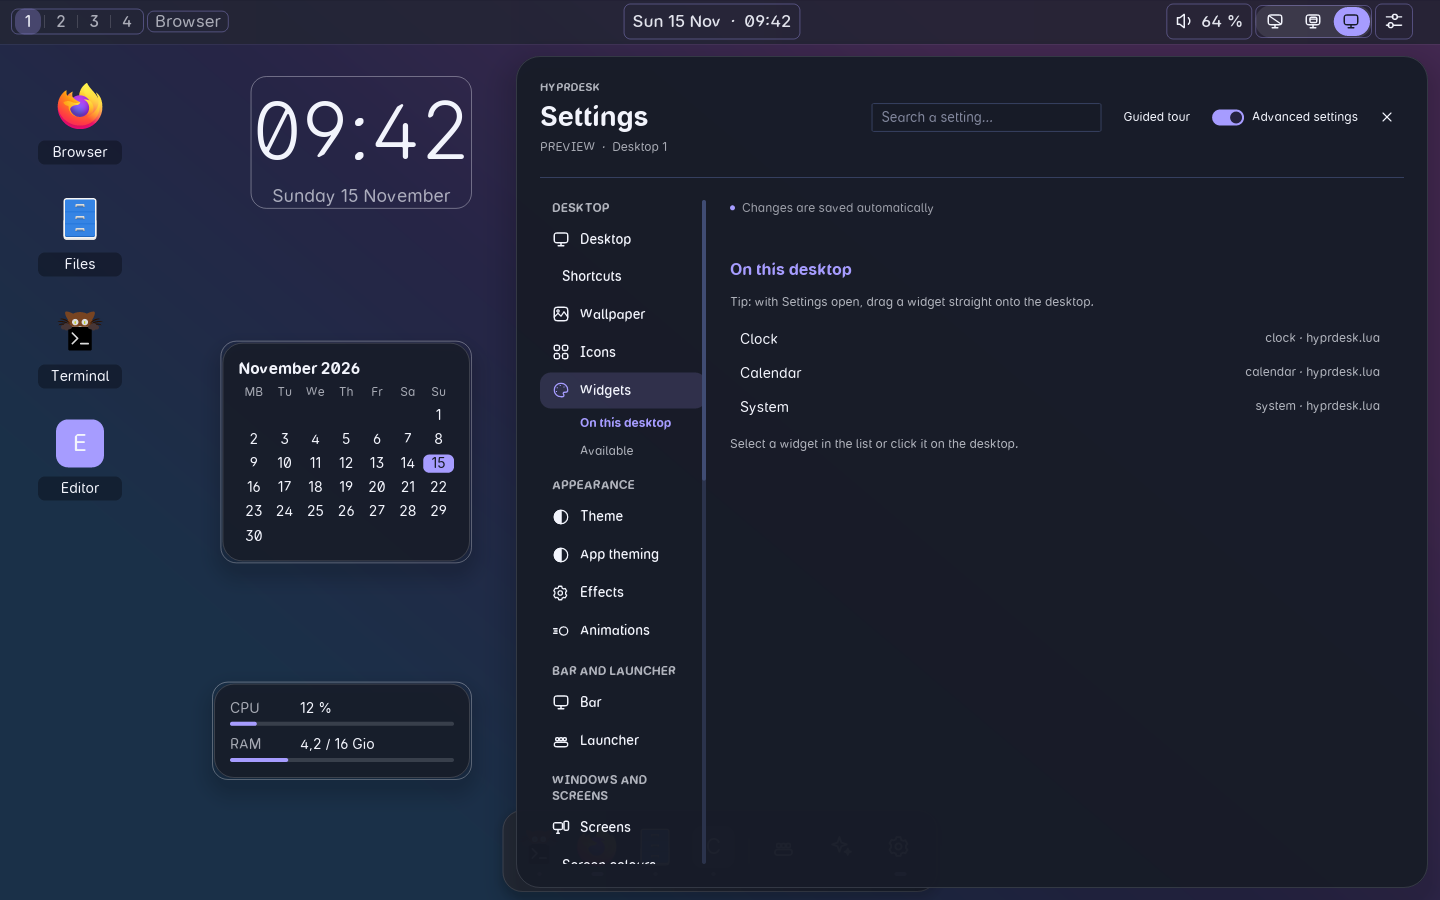 1 2 3 4 Browser
Sun 15 Nov · 09:42
64 %
Browser
Files
Terminal
E
Editor
09:42
Sunday 15 November
November 2026
MB Tu We Th Fr Sa Su
1
2 3 4 5 6 7 8
9 10 11 12 13 14 15
16 17 18 19 20 21 22
23 24 25 26 27 28 29
30
CPU 12 %
RAM 4,2 / 16 Gio
HYPRDESK
Settings
PREVIEW · Desktop 1
Search a setting...
Guided tour
Advanced settings
DESKTOP
Desktop
Shortcuts
Wallpaper
Icons
Widgets
On this desktop
Available
APPEARANCE
Theme
App theming
Effects
Animations
BAR AND LAUNCHER
Bar
Launcher
WINDOWS AND
SCREENS
Screens
Screen colours
Changes are saved automatically
On this desktop
Tip: with Settings open, drag a widget straight onto the desktop.
Clock clock · hyprdesk.lua
Calendar calendar · hyprdesk.lua
System system · hyprdesk.lua
Select a widget in the list or click it on the desktop.